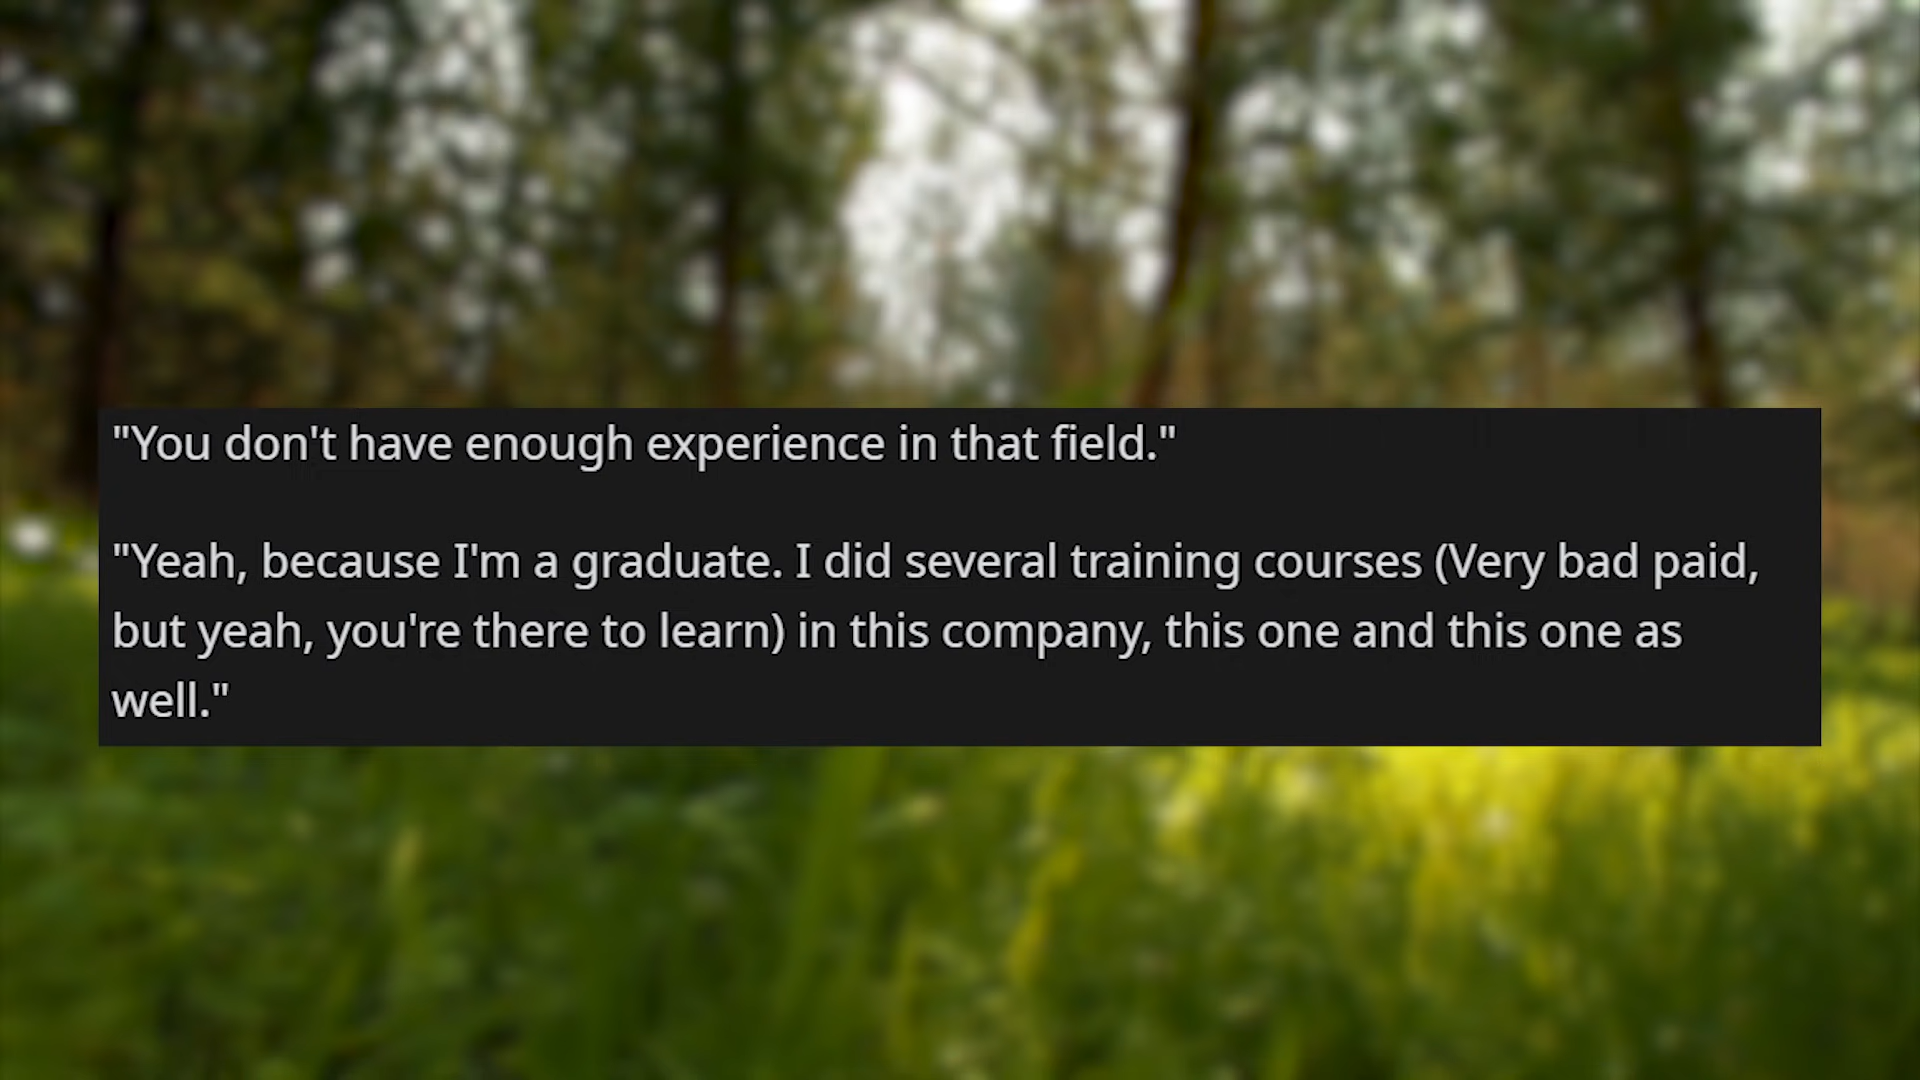 "You don't have enough experience in that field."
"Yeah, because I'm a graduate. I did several training courses (Very bad paid,
but yeah, you're there to learn) in this company, this one and this one as
well."